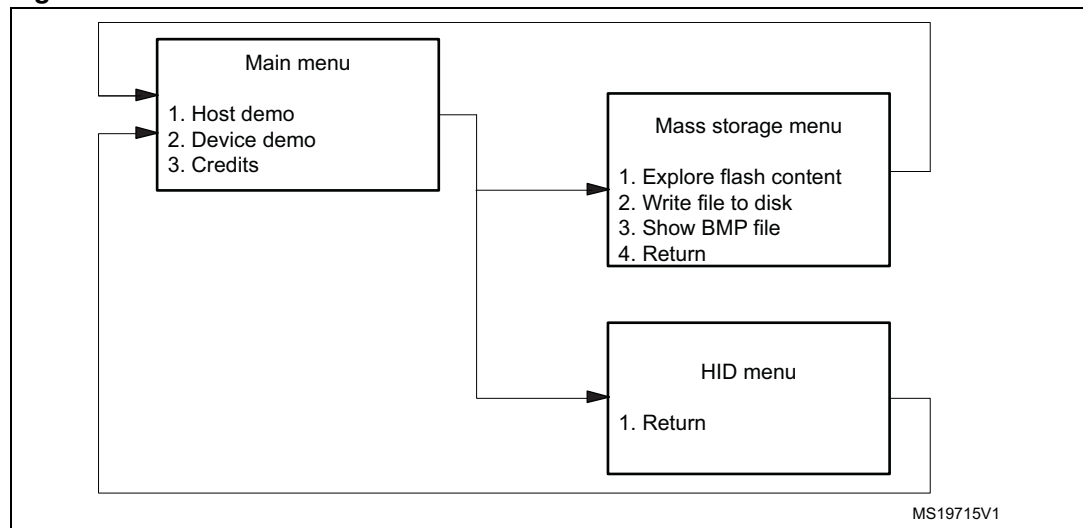 Main menu
1. Host demo
2. Device demo
3. Credits
Mass storage menu
1. Explore flash content
2. Write file to disk
3. Show BMP file
4. Return
HID menu
1. Return
MS19715V1